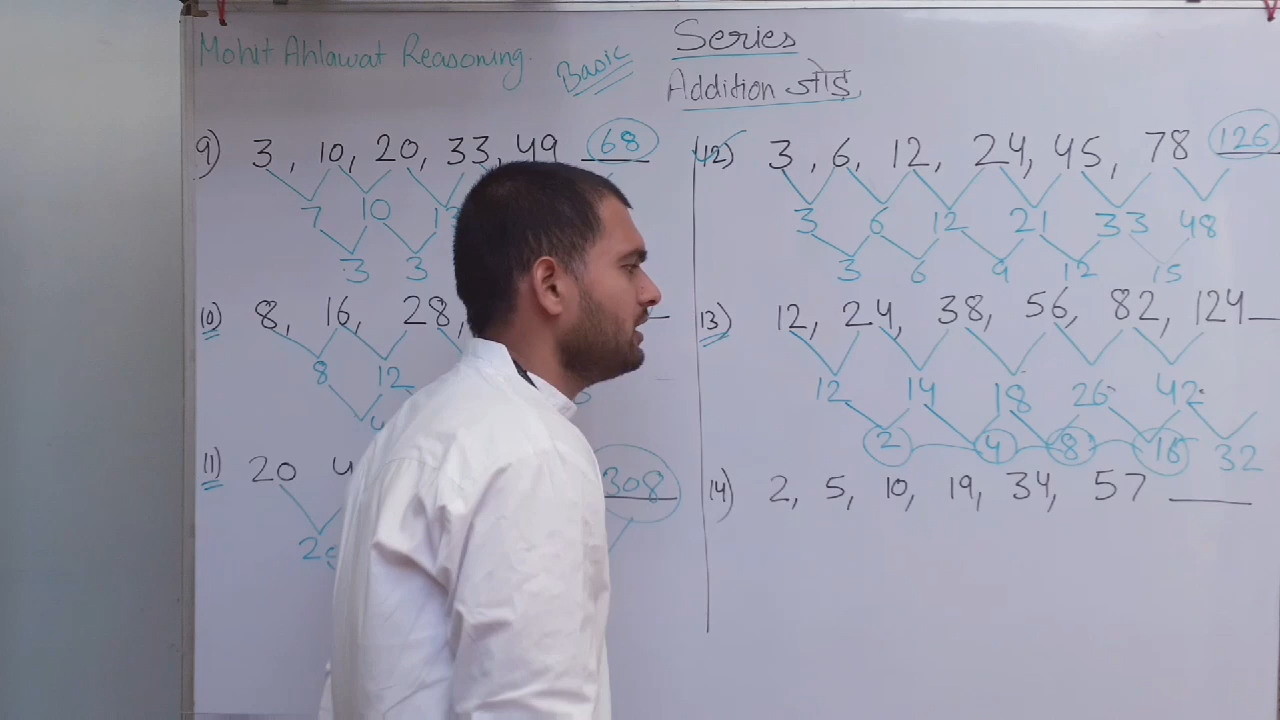 Mohit Ahlawat Reasoning.
Basic
Series
Addition जोड़
9) 3, 10, 20, 33, 49 ____ 68
7 10
3 3
10) 8, 16, 28,
8 12
11) 20
308
12) 3, 6, 12, 24, 45, 78 126
3 6 12 21 33 48
3 6 9 12 15
13) 12, 24, 38, 56, 82, 124 __
12 14 18 26 42
2 4 8 16 32
14) 2, 5, 10, 19, 34, 57 ____